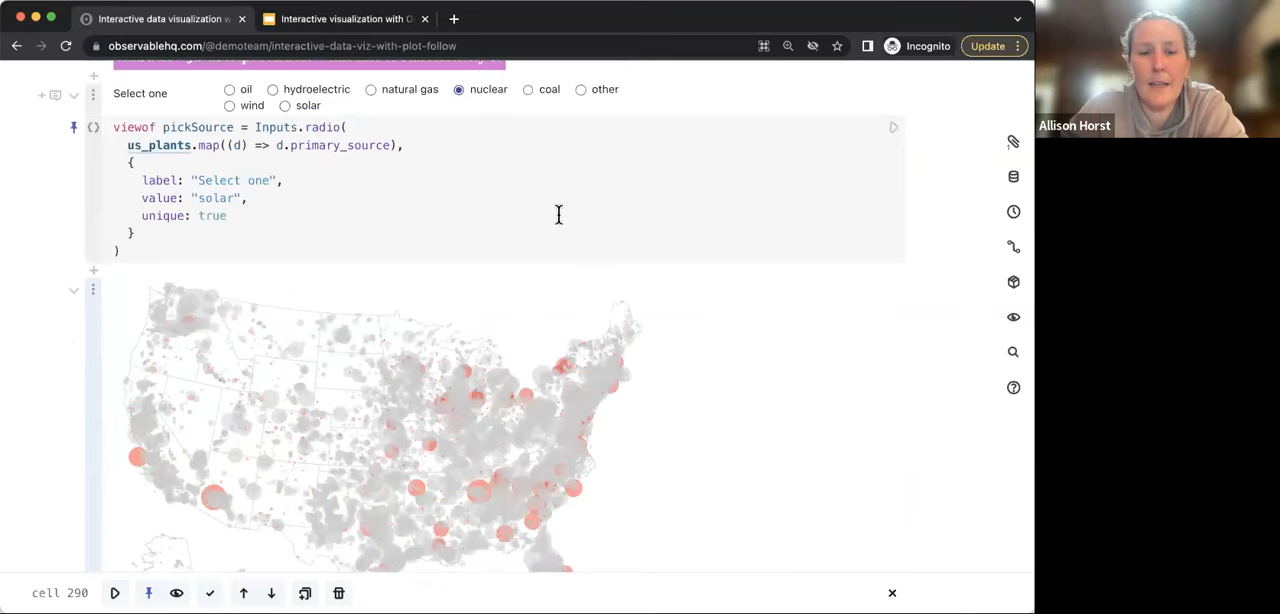 Interactive data visualization w
Interactive visualization with O
observablehq.com/@demoteam/interactive-data-viz-with-plot-follow
Incognito
Update
Allison Horst
Select one
oil
hydroelectric
natural gas
nuclear
coal
other
wind
solar
viewof pickSource = Inputs.radio(
us_plants.map((d) => d.primary_source),
{
label: "Select one",
value: "solar",
unique: true
}
)
cell 290